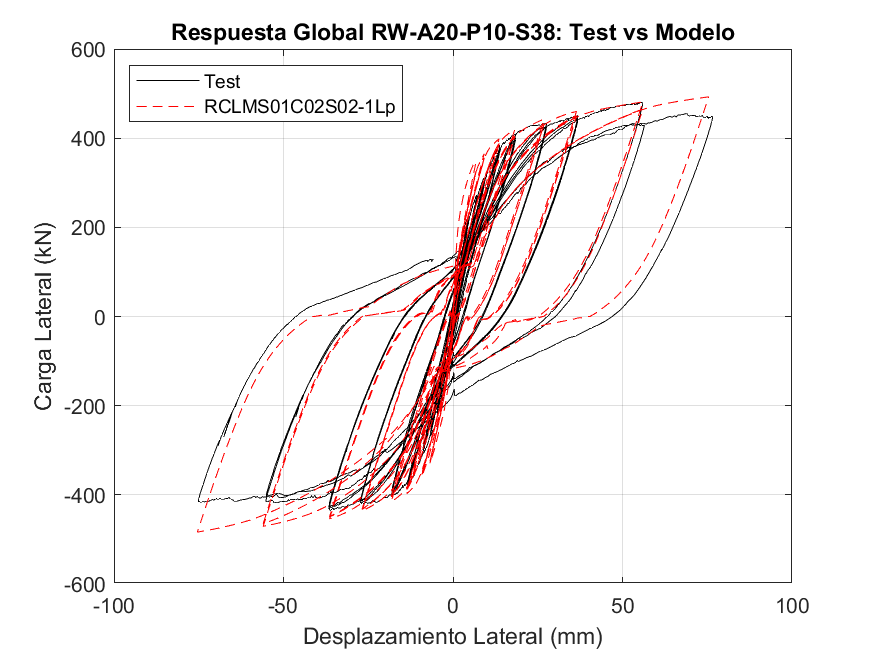 Respuesta Global RW-A20-P10-S38: Test vs Modelo
Test
RCLMS01C02S02-1Lp
600
400
200
0
-200
-400
-600
Carga Lateral (kN)
-100
-50
0
50
100
Desplazamiento Lateral (mm)